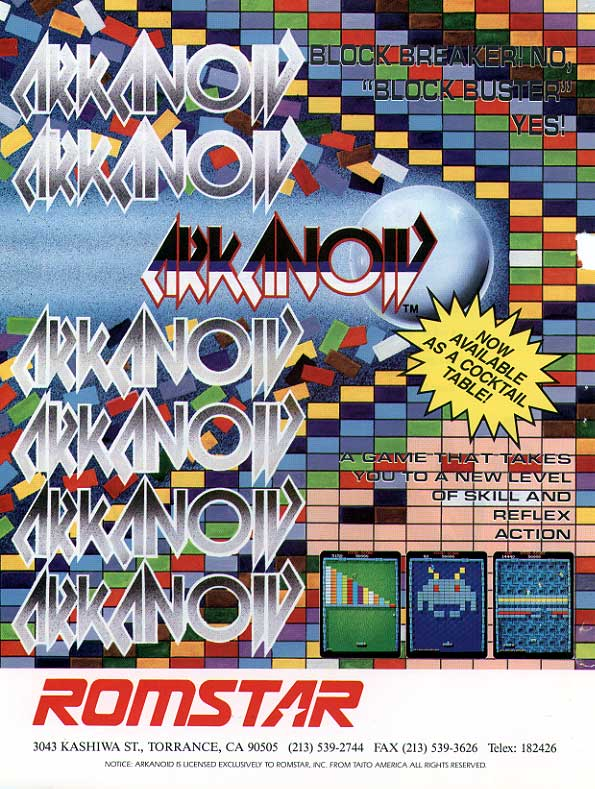 ARKANOID
ARKANOID
BLOCK BREAKER! NO,
"BLOCK BUSTER"
YES!
ARKANOID
TM
NOW
AVAILABLE
AS A COCKTAIL
TABLE!
ARKANOID
ARKANOID
ARKANOID
ARKANOID
A GAME THAT TAKES
YOU TO A NEW LEVEL
OF SKILL AND
REFLEX
ACTION
ROMSTAR
3043 KASHIWA ST., TORRANCE, CA 90505 (213) 539-2744 FAX (213) 539-3626 Telex: 182426
NOTICE: ARKANOID IS LICENSED EXCLUSIVELY TO ROMSTAR, INC. FROM TAITO AMERICA ALL RIGHTS RESERVED.